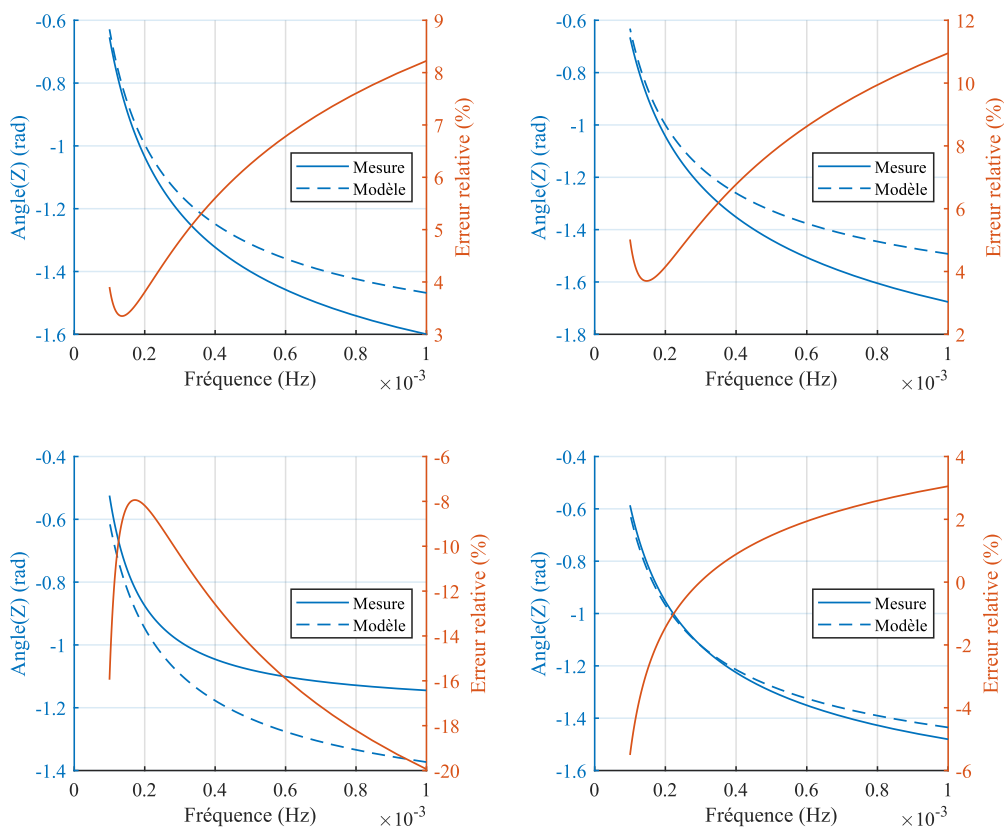 -0.6
-0.8
-1
-1.2
-1.4
-1.6
Angle(Z) (rad)
9
8
7
6
5
4
3
Erreur relative (%)
Mesure
Modèle
0 0.2 0.4 0.6 0.8 1
Fréquence (Hz)
×10-3
-0.6
-0.8
-1
-1.2
-1.4
-1.6
-1.8
Angle(Z) (rad)
12
10
8
6
4
2
Erreur relative (%)
Mesure
Modèle
0 0.2 0.4 0.6 0.8 1
Fréquence (Hz)
×10-3
-0.4
-0.6
-0.8
-1
-1.2
-1.4
Angle(Z) (rad)
-6
-8
-10
-12
-14
-16
-18
-20
Erreur relative (%)
Mesure
Modèle
0 0.2 0.4 0.6 0.8 1
Fréquence (Hz)
×10-3
-0.4
-0.6
-0.8
-1
-1.2
-1.4
-1.6
Angle(Z) (rad)
4
2
0
-2
-4
-6
Erreur relative (%)
Mesure
Modèle
0 0.2 0.4 0.6 0.8 1
Fréquence (Hz)
×10-3